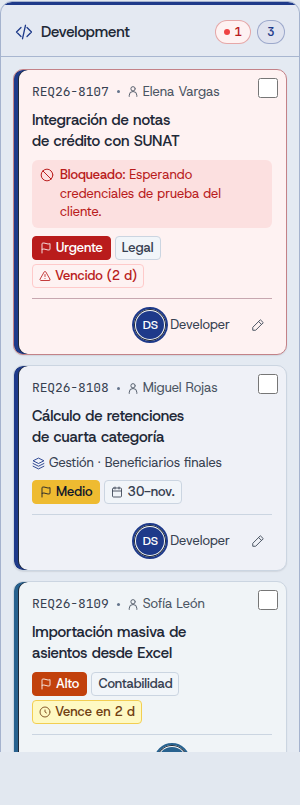 Development 1 3
REQ26-8107 • Elena Vargas
Integración de notas
de crédito con SUNAT
Bloqueado: Esperando
credenciales de prueba del
cliente.
Urgente Legal
Vencido (2 d)
DS Developer
REQ26-8108 • Miguel Rojas
Cálculo de retenciones
de cuarta categoría
Gestión · Beneficiarios finales
Medio 30-nov.
DS Developer
REQ26-8109 • Sofía León
Importación masiva de
asientos desde Excel
Alto Contabilidad
Vence en 2 d